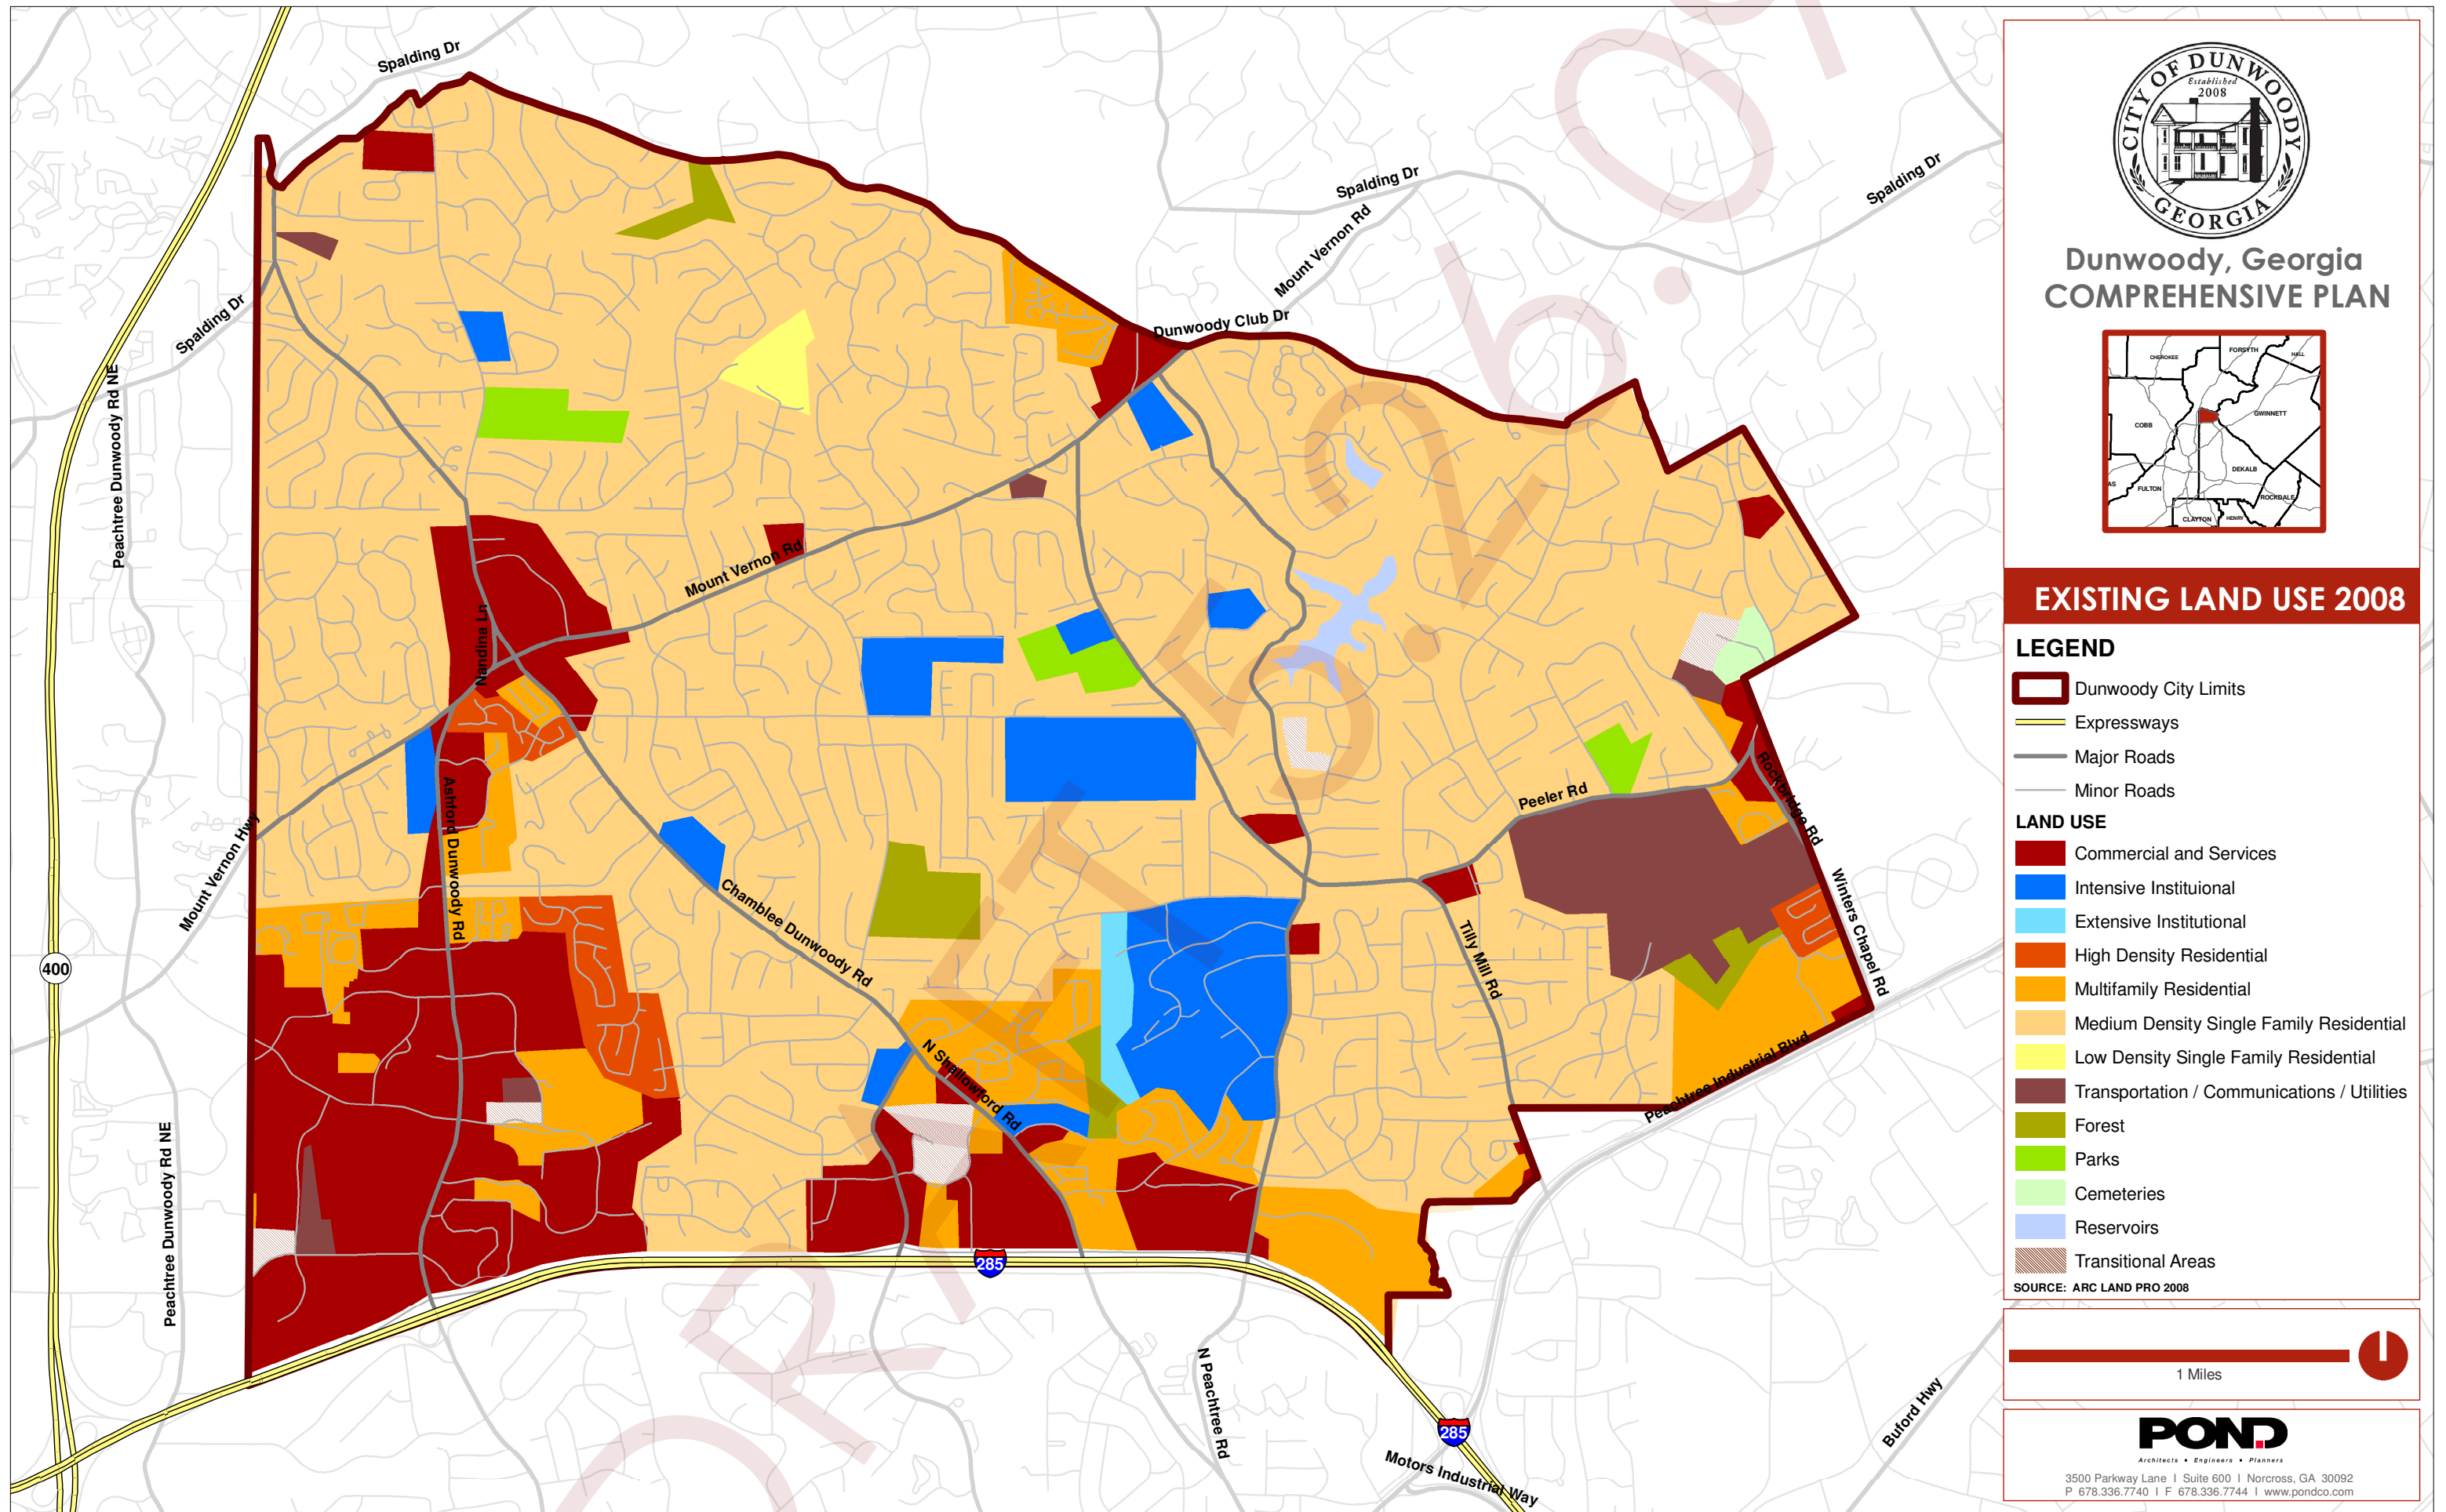 Spalding Dr
Spalding Dr
Spalding Dr
Spalding Dr
Mount Vernon Rd
Dunwoody Club Dr
Peachtree Dunwoody Rd NE
Mount Vernon Rd
Nandina Ln
Ashford Dunwoody Rd
Mount Vernon Hwy
Chamblee Dunwoody Rd
N Shallowford Rd
Peeler Rd
Tilly Mill Rd
Rockbridge Rd
Winters Chapel Rd
Peachtree Industrial Blvd
Peachtree Dunwoody Rd NE
N Peachtree Rd
Motors Industrial Way
Buford Hwy
400
285
285
CITY OF DUNWOODY
Established
2008
GEORGIA
Dunwoody, Georgia
COMPREHENSIVE PLAN
CHEROKEE
FORSYTH
HALL
COBB
GWINNETT
DEKALB
AS
FULTON
ROCKDALE
CLAYTON
HENRY
EXISTING LAND USE 2008
LEGEND
Dunwoody City Limits
Expressways
Major Roads
Minor Roads
LAND USE
Commercial and Services
Intensive Instituional
Extensive Institutional
High Density Residential
Multifamily Residential
Medium Density Single Family Residential
Low Density Single Family Residential
Transportation / Communications / Utilities
Forest
Parks
Cemeteries
Reservoirs
Transitional Areas
SOURCE: ARC LAND PRO 2008
1 Miles
POND
Architects • Engineers • Planners
3500 Parkway Lane I Suite 600 I Norcross, GA 30092
P 678.336.7740 I F 678.336.7744 I www.pondco.com